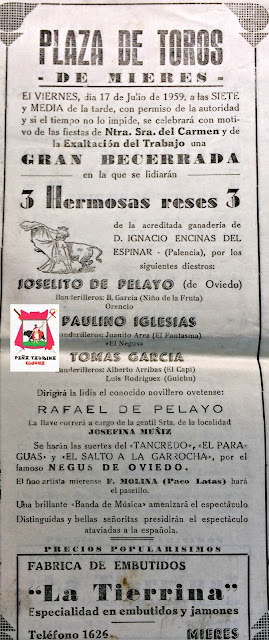 PLAZA DE TOROS
- DE MIERES -
El VIERNES, día 17 de Julio de 1959, a las SIETE
y MEDIA de la tarde, con permiso de la autoridad
y si el tiempo no lo impide, se celebrará con moti-
vo de las fiestas de Ntra. Sra. del Carmen y de
la Exaltación del Trabajo una
GRAN BECERRADA
en la que se lidiarán
3 Hermosas reses 3
de la acreditada ganadería de
D. IGNACIO ENCINAS DEL
ESPINAR - (Palencia), por los
siguientes diestros:
JOSELITO DE PELAYO (de Oviedo)
Banderilleros: B. García (Niño de la Fruta)
Orencio
PAULINO IGLESIAS
Banderilleros: Juanito Area (El Fantasma)
«El Negus»
TOMAS GARCIA
Banderilleros: Alberto Arribas (El Capi)
Luis Rodríguez (Guichu)
PEÑA TAURINA
Dirigirá la lidia el conocido novillero ovetense:
RAFAEL DE PELAYO
La llave correrá a cargo de la gentil Srta. de la localidad
JOSEFINA MUÑIZ
Se harán las suertes del «TANCREDO», «EL PARA-
GUAS» y «EL SALTO A LA GARROCHA», por el
famoso NEGUS DE OVIEDO.
El fino artista mierense F. MOLINA (Paco Latas) hará
el paseíllo.
Una brillante «Banda de Música» amenizará el espectáculo
Distinguidas y bellas señoritas presidirán el espectáculo
ataviadas a la española.
PRECIOS POPULARISIMOS
FABRICA DE EMBUTIDOS
"La Tierrina"
Especialidad en embutidos y jamones
Teléfono 1626 MIERES